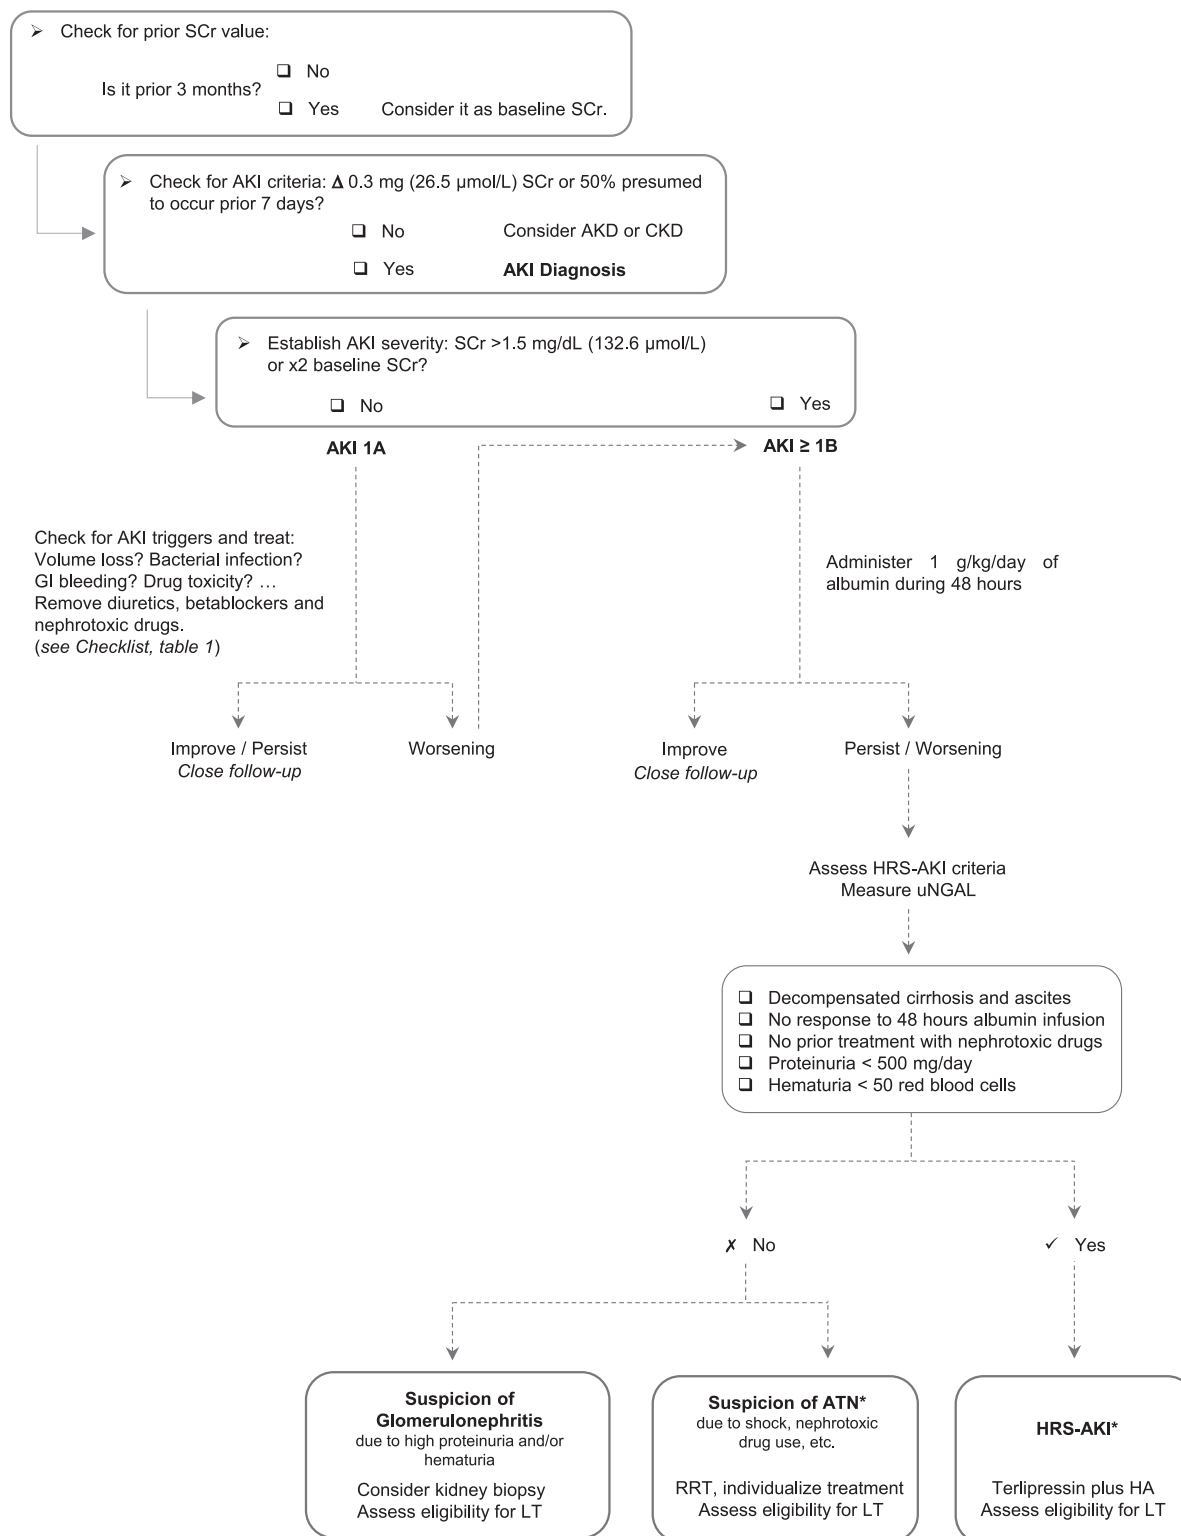 ➢ Check for prior SCr value:
❑ No
Is it prior 3 months?
❑ Yes Consider it as baseline SCr.
➢ Check for AKI criteria: Δ 0.3 mg (26.5 μmol/L) SCr or 50% presumed
to occur prior 7 days?
❑ No Consider AKD or CKD
❑ Yes AKI Diagnosis
➢ Establish AKI severity: SCr >1.5 mg/dL (132.6 μmol/L)
or x2 baseline SCr?
❑ No ❑ Yes
AKI 1A AKI ≥ 1B
Check for AKI triggers and treat:
Volume loss? Bacterial infection?
GI bleeding? Drug toxicity? …
Remove diuretics, betablockers and
nephrotoxic drugs.
(see Checklist, table 1)
Administer 1 g/kg/day of
albumin during 48 hours
Improve / Persist
Close follow-up
Worsening
Improve
Close follow-up
Persist / Worsening
Assess HRS-AKI criteria
Measure uNGAL
❑ Decompensated cirrhosis and ascites
❑ No response to 48 hours albumin infusion
❑ No prior treatment with nephrotoxic drugs
❑ Proteinuria < 500 mg/day
❑ Hematuria < 50 red blood cells
✗ No ✓ Yes
Suspicion of
Glomerulonephritis
due to high proteinuria and/or
hematuria
Consider kidney biopsy
Assess eligibility for LT
Suspicion of ATN*
due to shock, nephrotoxic
drug use, etc.
RRT, individualize treatment
Assess eligibility for LT
HRS-AKI*
Terlipressin plus HA
Assess eligibility for LT